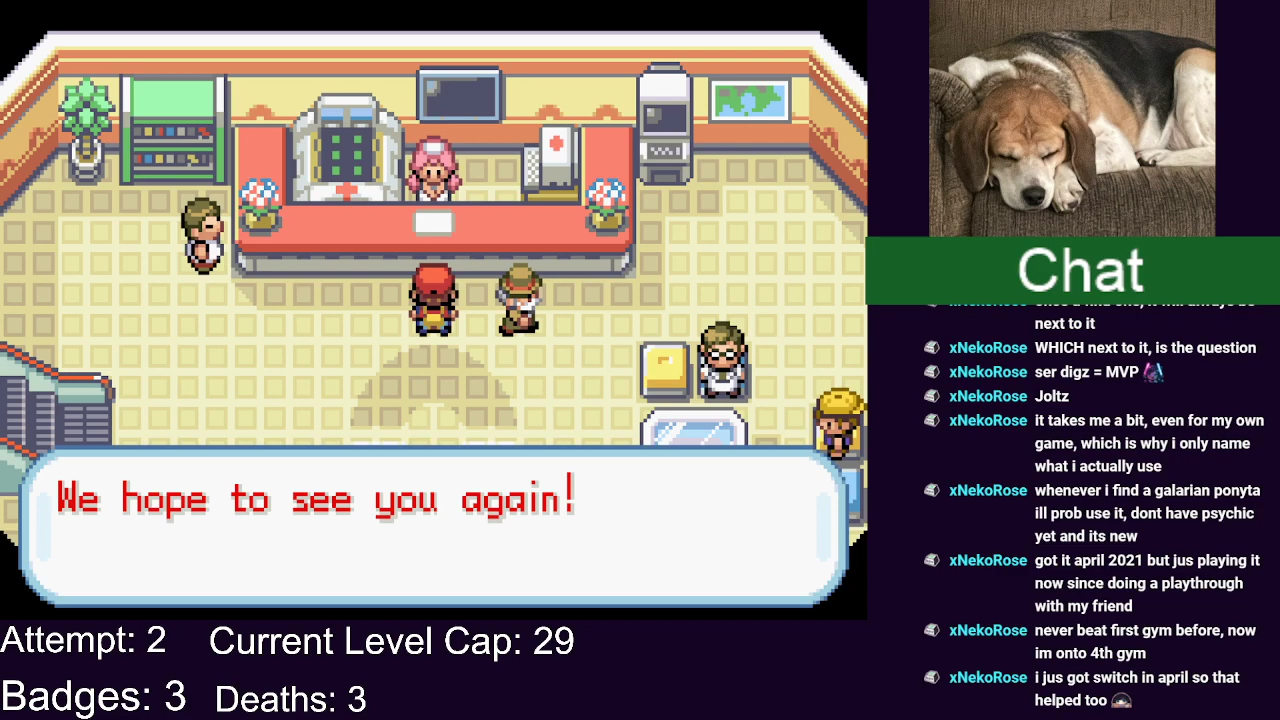 Chat
next to it
xNekoRose WHICH next to it, is the question
xNekoRose ser digz = MVP
xNekoRose Joltz
xNekoRose it takes me a bit, even for my own
game, which is why i only name
what i actually use
xNekoRose whenever i find a galarian ponyta
ill prob use it, dont have psychic
yet and its new
xNekoRose got it april 2021 but jus playing it
now since doing a playthrough
with my friend
xNekoRose never beat first gym before, now
im onto 4th gym
xNekoRose i jus got switch in april so that
helped too
We hope to see you again!
Attempt: 2 Current Level Cap: 29
Badges: 3 Deaths: 3